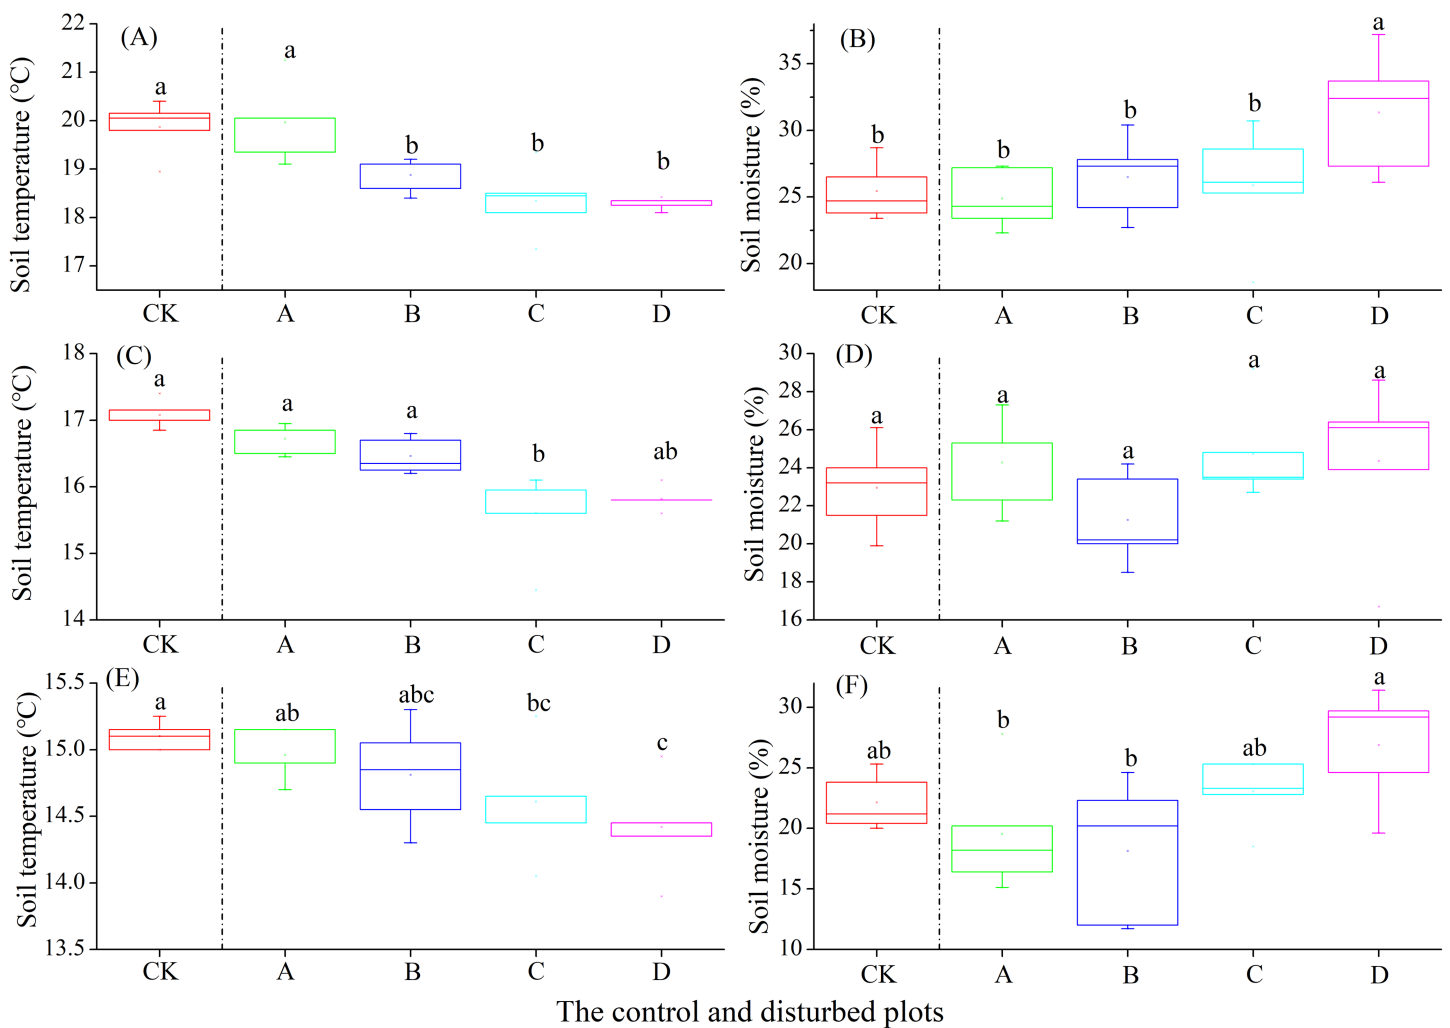 (A)
Soil temperature (°C)
22
21
20
19
18
17
a
a
b
b
b
CK
A
B
C
D
(B)
Soil moisture (%)
35
30
25
20
b
b
b
b
a
CK
A
B
C
D
(C)
Soil temperature (°C)
18
17
16
15
14
a
a
a
b
ab
CK
A
B
C
D
(D)
Soil moisture (%)
30
28
26
24
22
20
18
16
a
a
a
a
a
CK
A
B
C
D
(E)
Soil temperature (°C)
15.5
15.0
14.5
14.0
13.5
a
ab
abc
bc
c
CK
A
B
C
D
(F)
Soil moisture (%)
30
25
20
15
10
ab
b
b
ab
a
CK
A
B
C
D
The control and disturbed plots